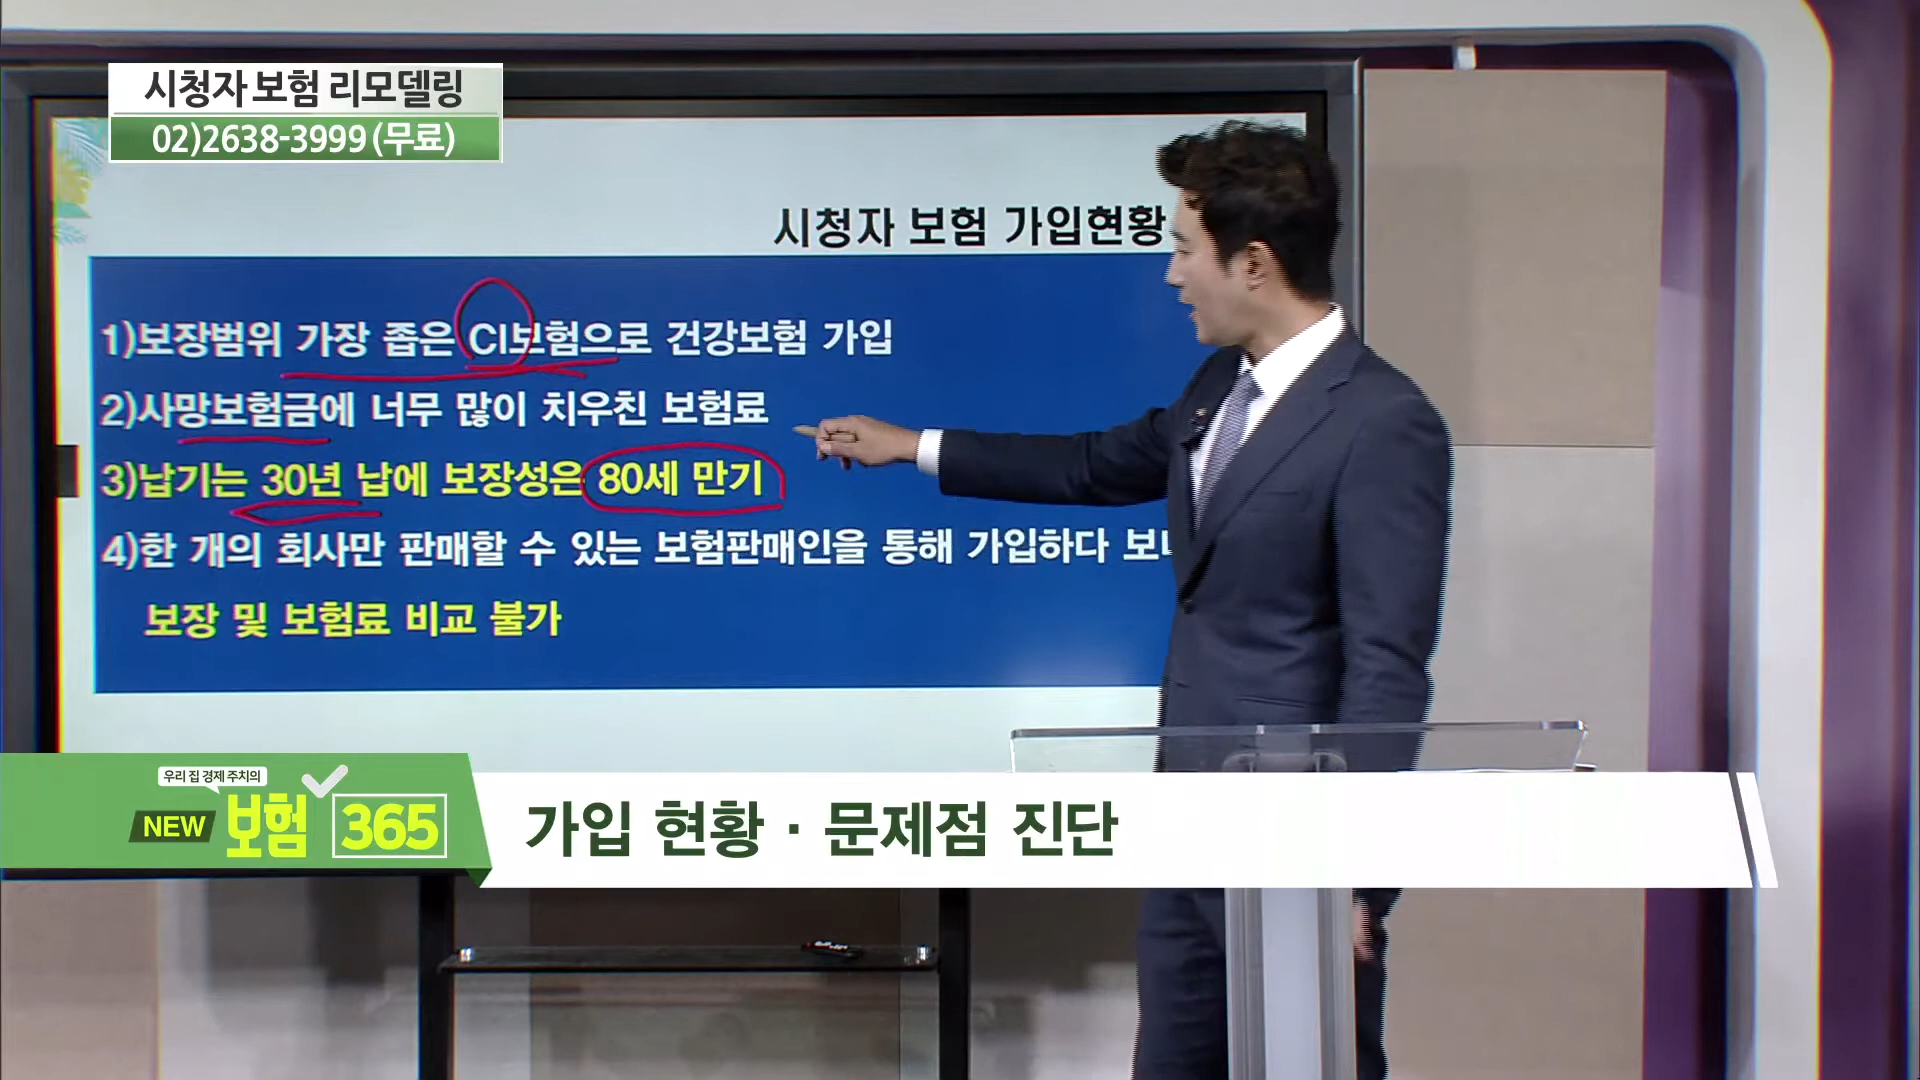 시청자 보험 리모델링
02)2638-3999 (무료)
시청자 보험 가입현황
1)보장범위 가장 좁은 CI보험으로 건강보험 가입
2)사망보험금에 너무 많이 치우친 보험료
3)납기는 30년 납에 보장성은 80세 만기
4)한 개의 회사만 판매할 수 있는 보험판매인을 통해 가입하다
보장 및 보험료 비교 불가
우리 집 경제 주치의
NEW 보험 365
가입 현황 · 문제점 진단